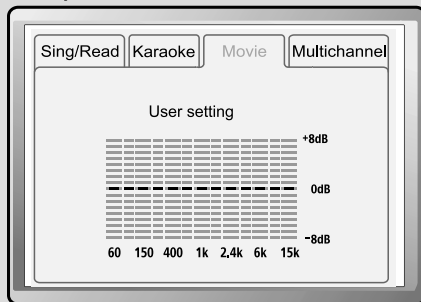 Sing/Read Karaoke Movie Multichannel
User setting
+8dB
0dB
-8dB
60 150 400 1k 2,4k 6k 15k